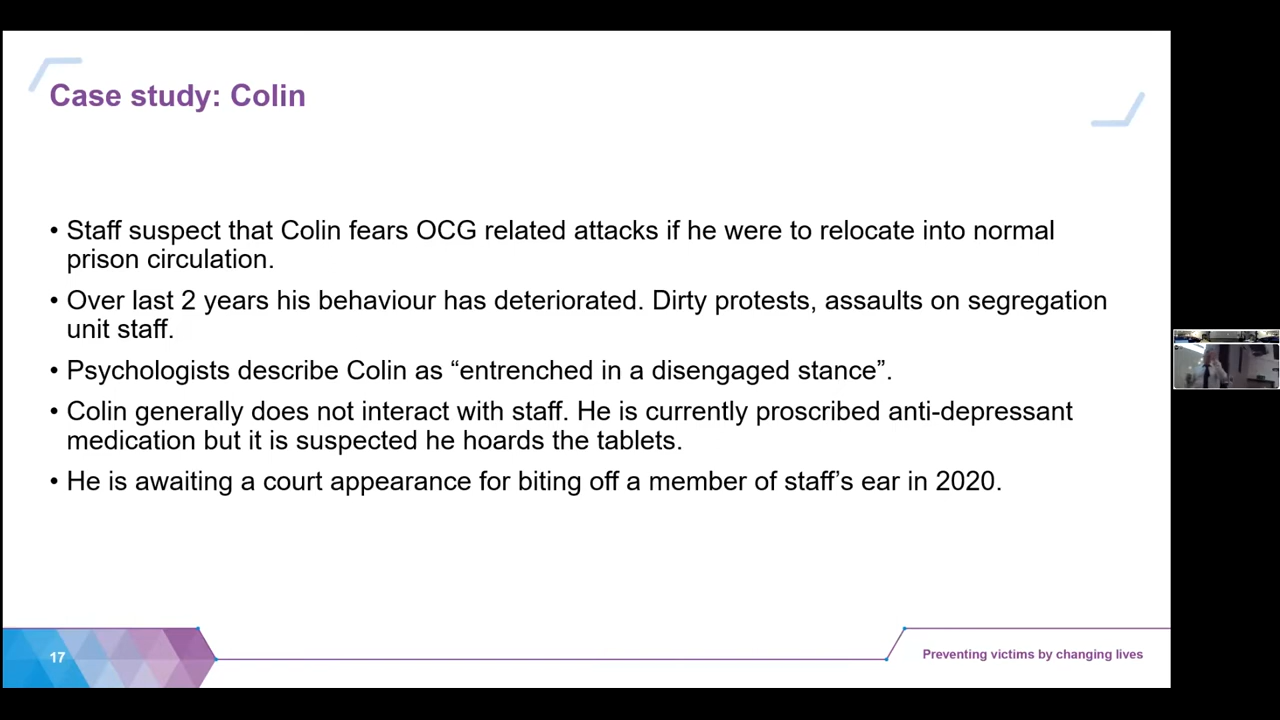 Case study: Colin
• Staff suspect that Colin fears OCG related attacks if he were to relocate into normal
prison circulation.
• Over last 2 years his behaviour has deteriorated. Dirty protests, assaults on segregation
unit staff.
• Psychologists describe Colin as “entrenched in a disengaged stance”.
• Colin generally does not interact with staff. He is currently proscribed anti-depressant
medication but it is suspected he hoards the tablets.
• He is awaiting a court appearance for biting off a member of staff’s ear in 2020.
17
Preventing victims by changing lives